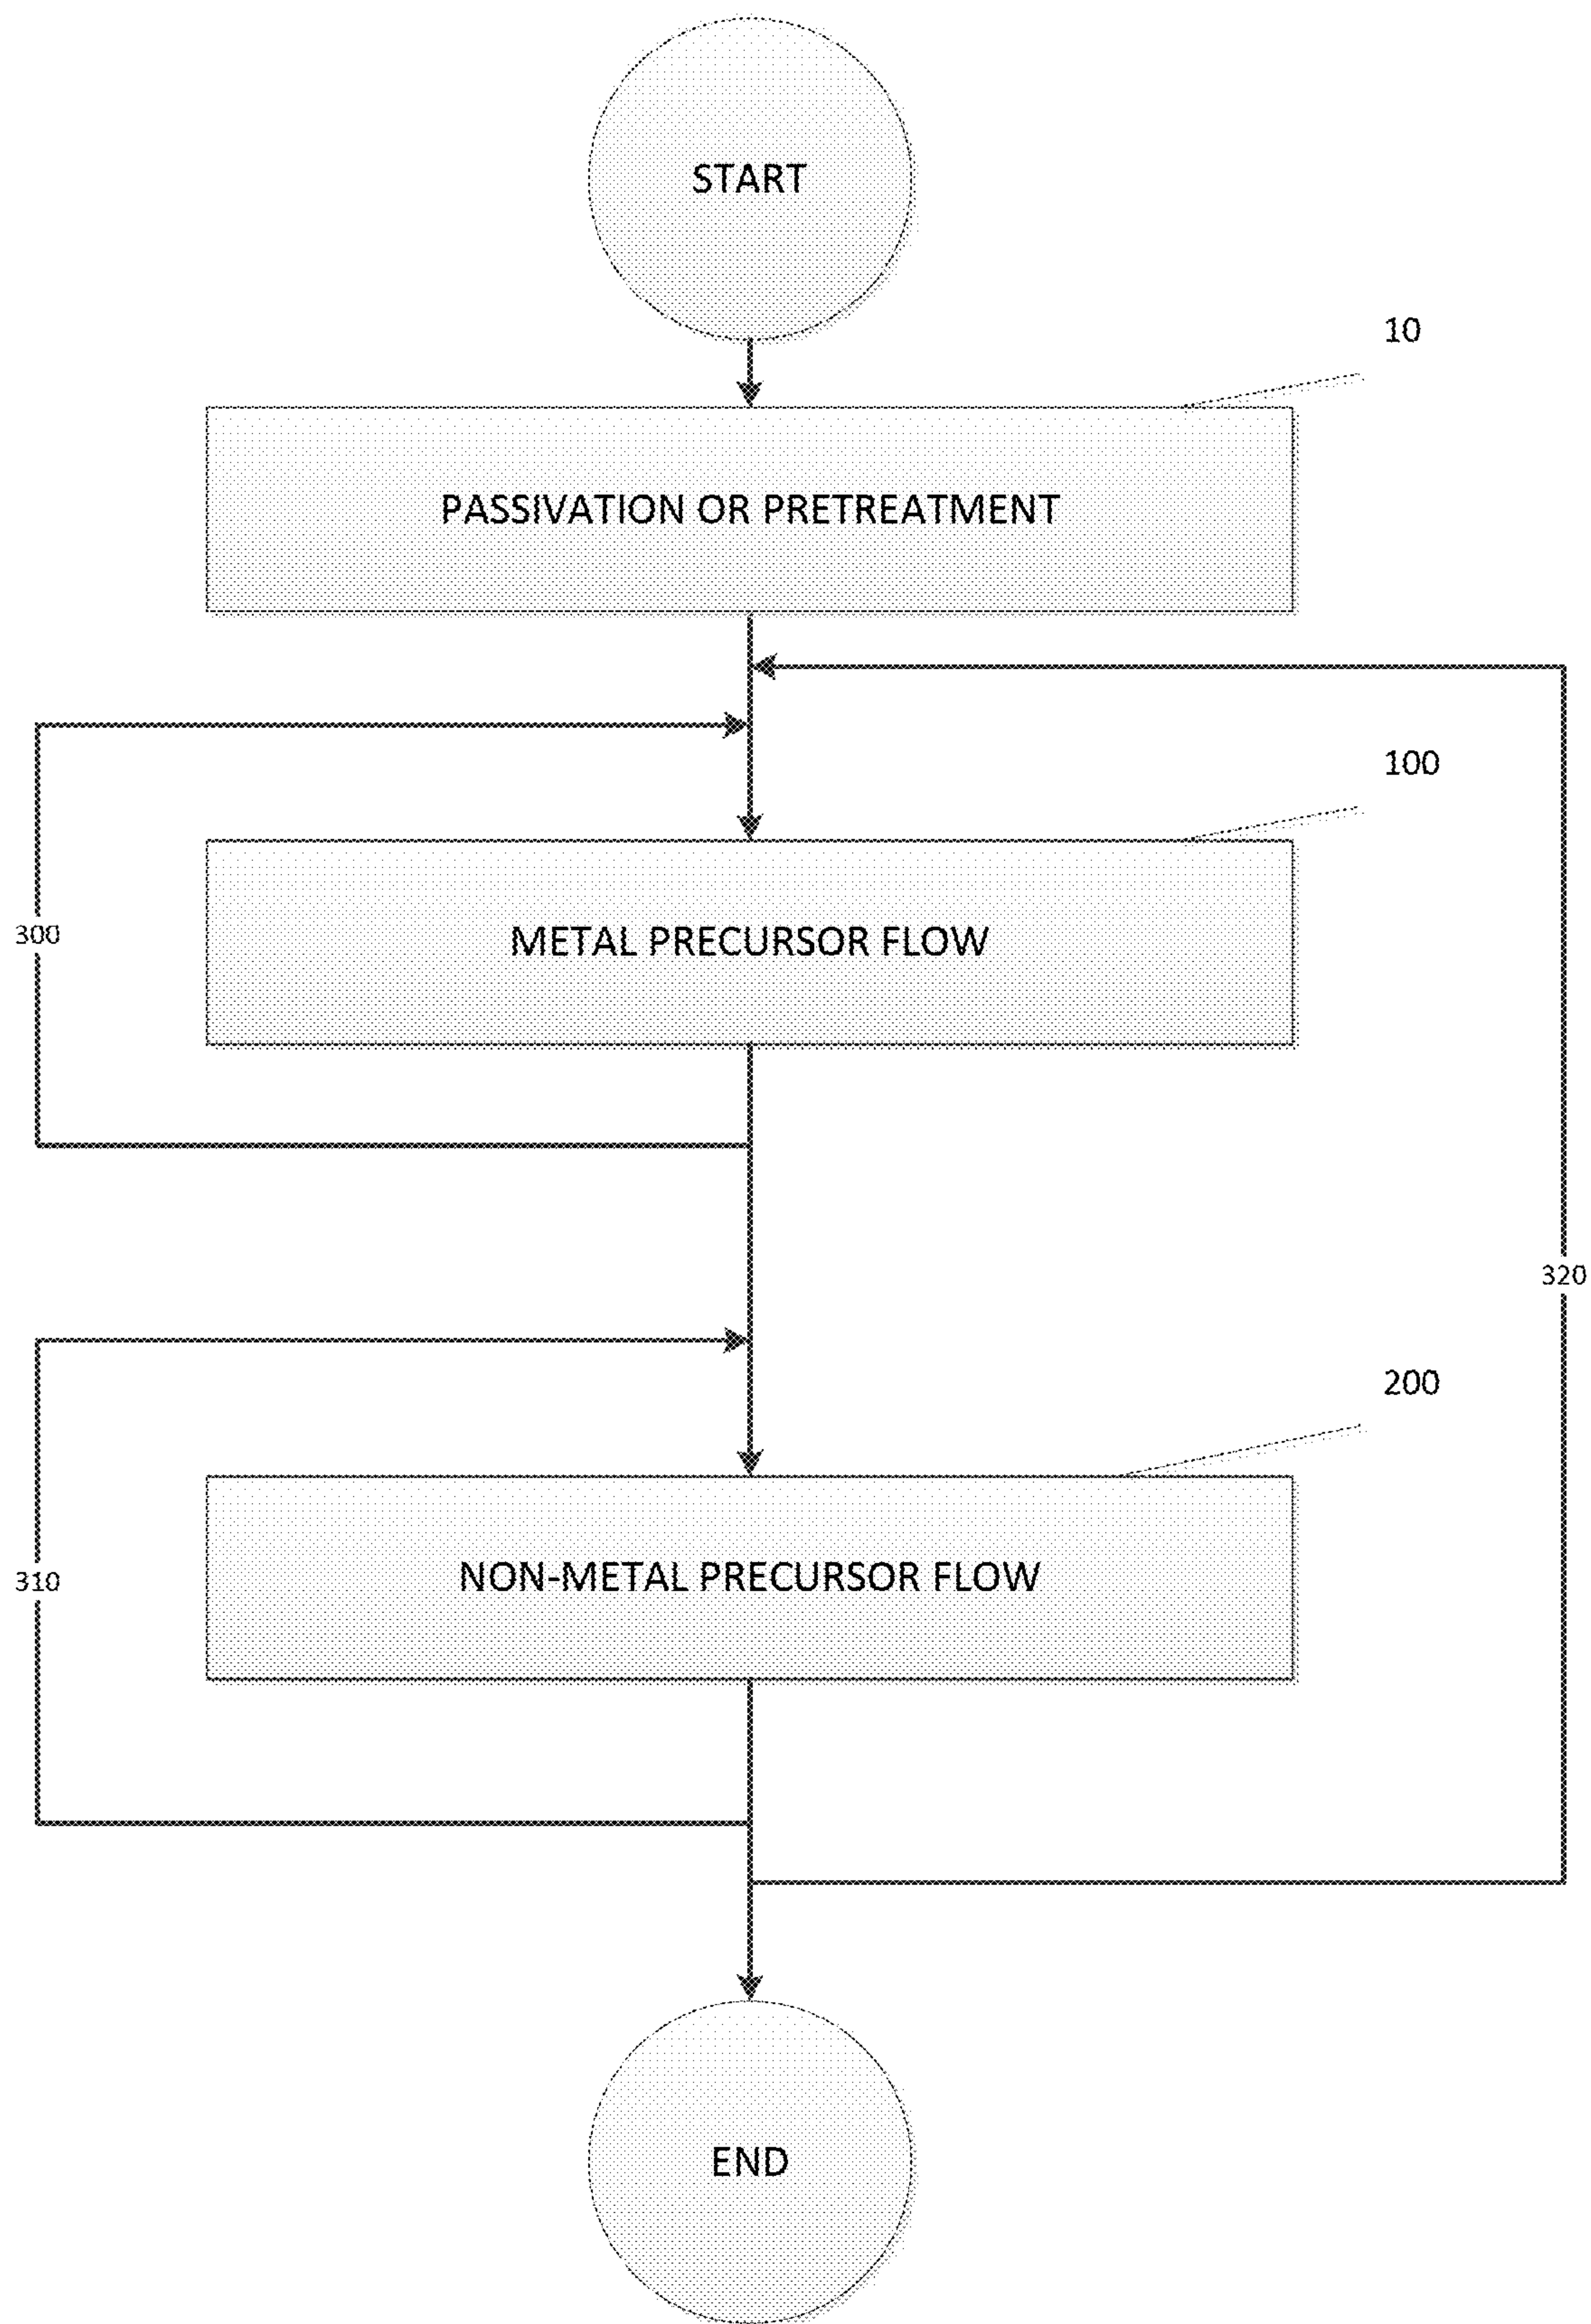 START
10
PASSIVATION OR PRETREATMENT
100
METAL PRECURSOR FLOW
300
320
200
NON-METAL PRECURSOR FLOW
310
END